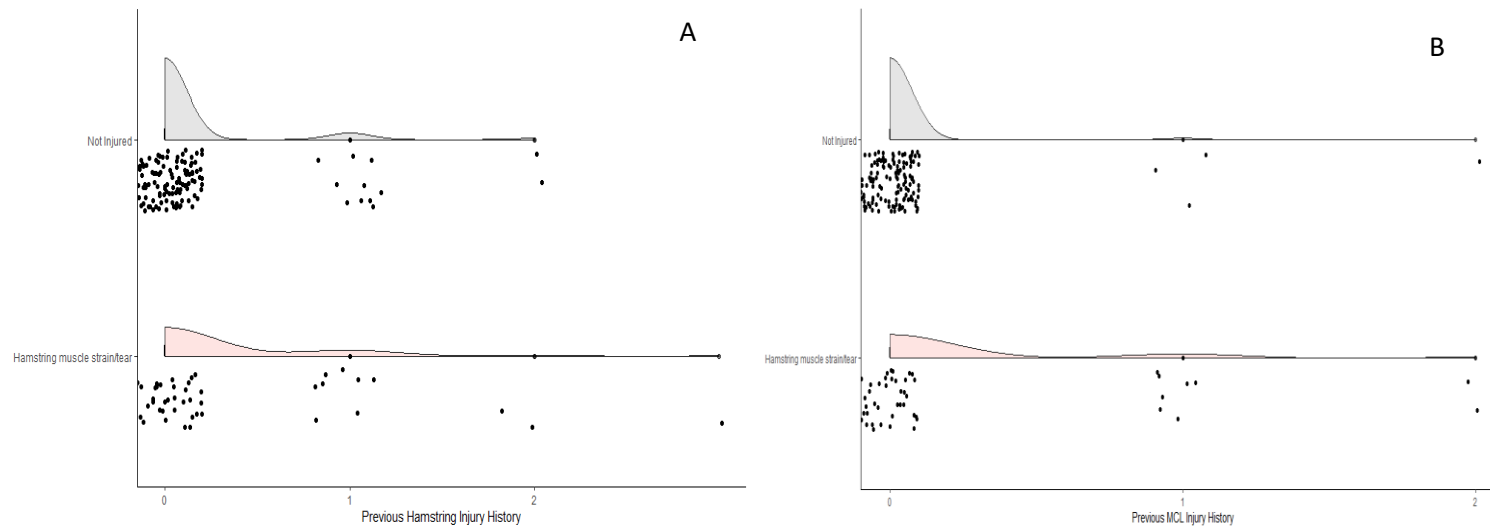 A
Not Injured
Hamstring muscle strain/tear
0 1 2
Previous Hamstring Injury History
B
Not Injured
Hamstring muscle strain/tear
0 1 2
Previous MCL Injury History